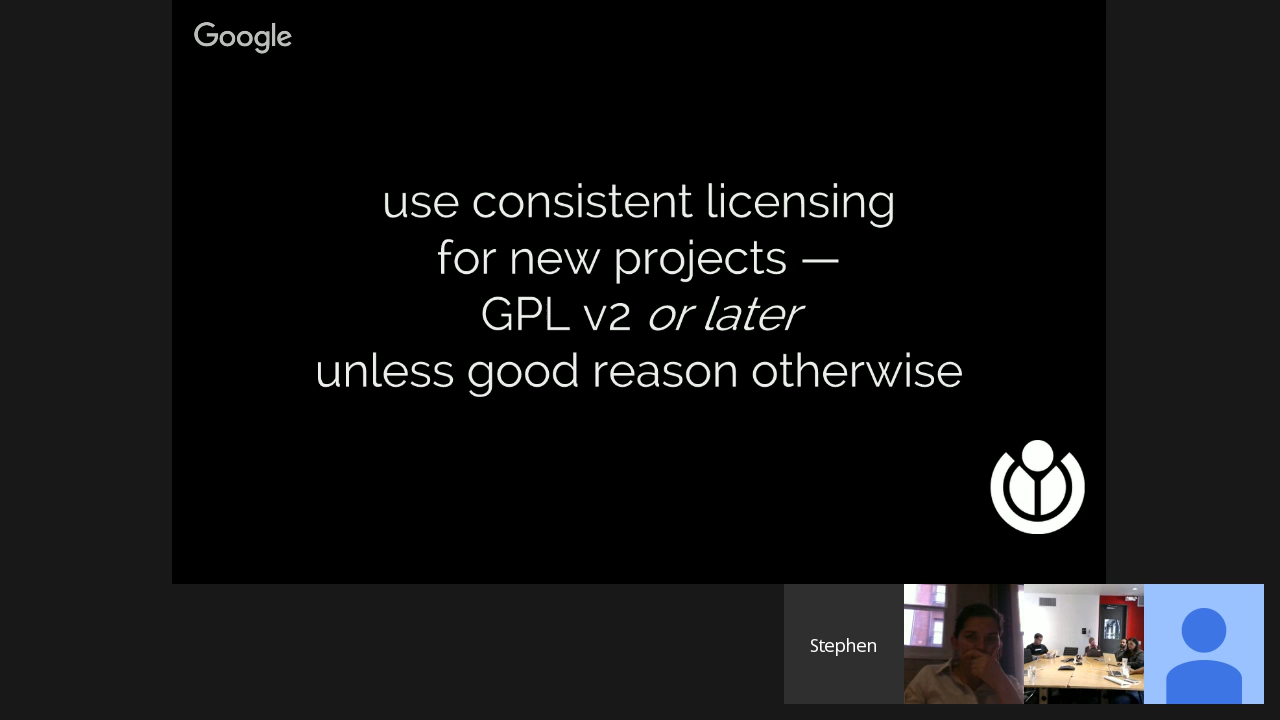 Google
use consistent licensing
for new projects —
GPL v2 or later
unless good reason otherwise
Stephen